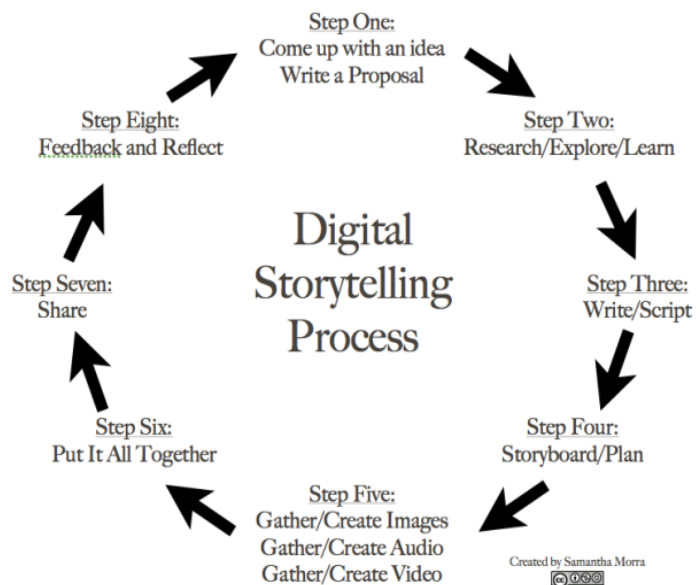 Step One:
Come up with an idea
Write a Proposal
Step Two:
Research/Explore/Learn
Step Three:
Write/Script
Step Four:
Storyboard/Plan
Step Five:
Gather/Create Images
Gather/Create Audio
Gather/Create Video
Step Six:
Put It All Together
Step Seven:
Share
Step Eight:
Feedback and Reflect
Digital
Storytelling
Process
Created by Samantha Morra
cc